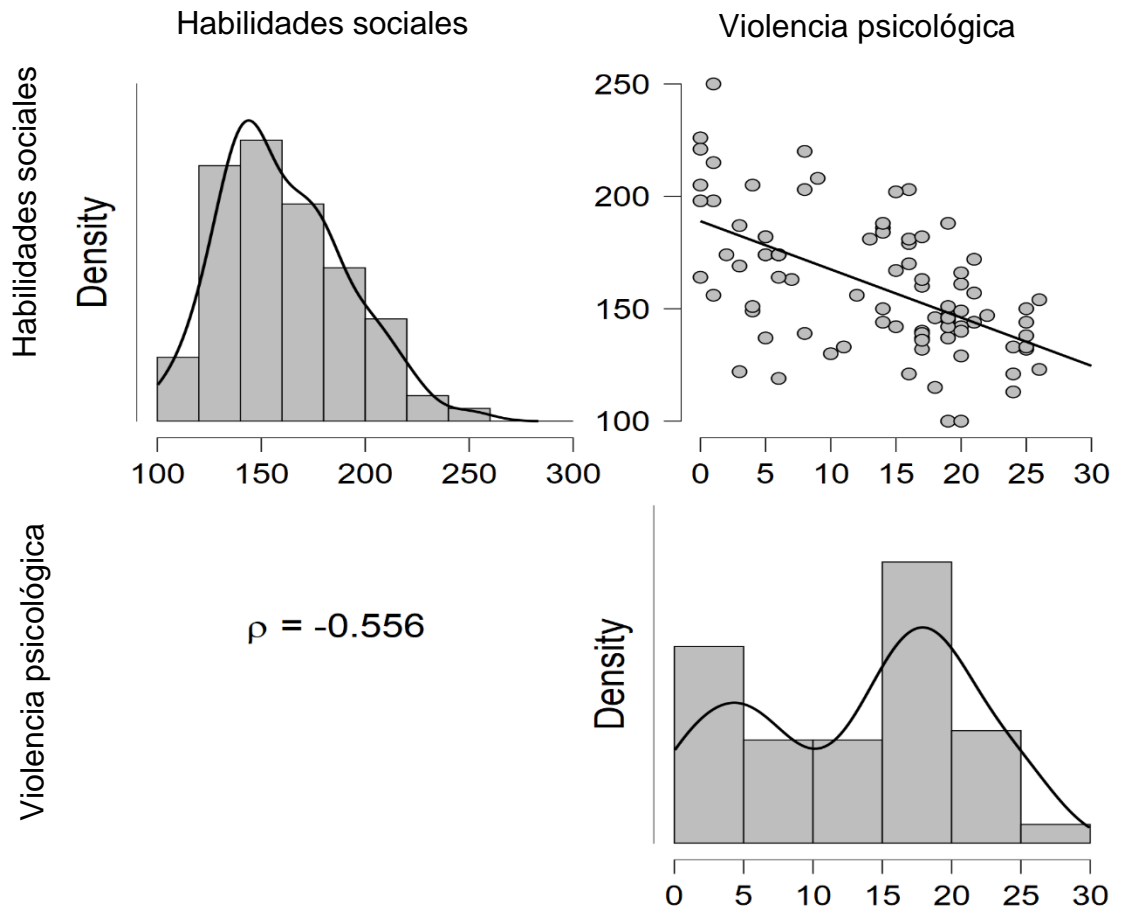 Habilidades sociales
Violencia psicológica
Habilidades sociales
Density
100 150 200 250 300
250
200
150
100
0 5 10 15 20 25 30
Violencia psicológica
ρ = -0.556
Density
0 5 10 15 20 25 30